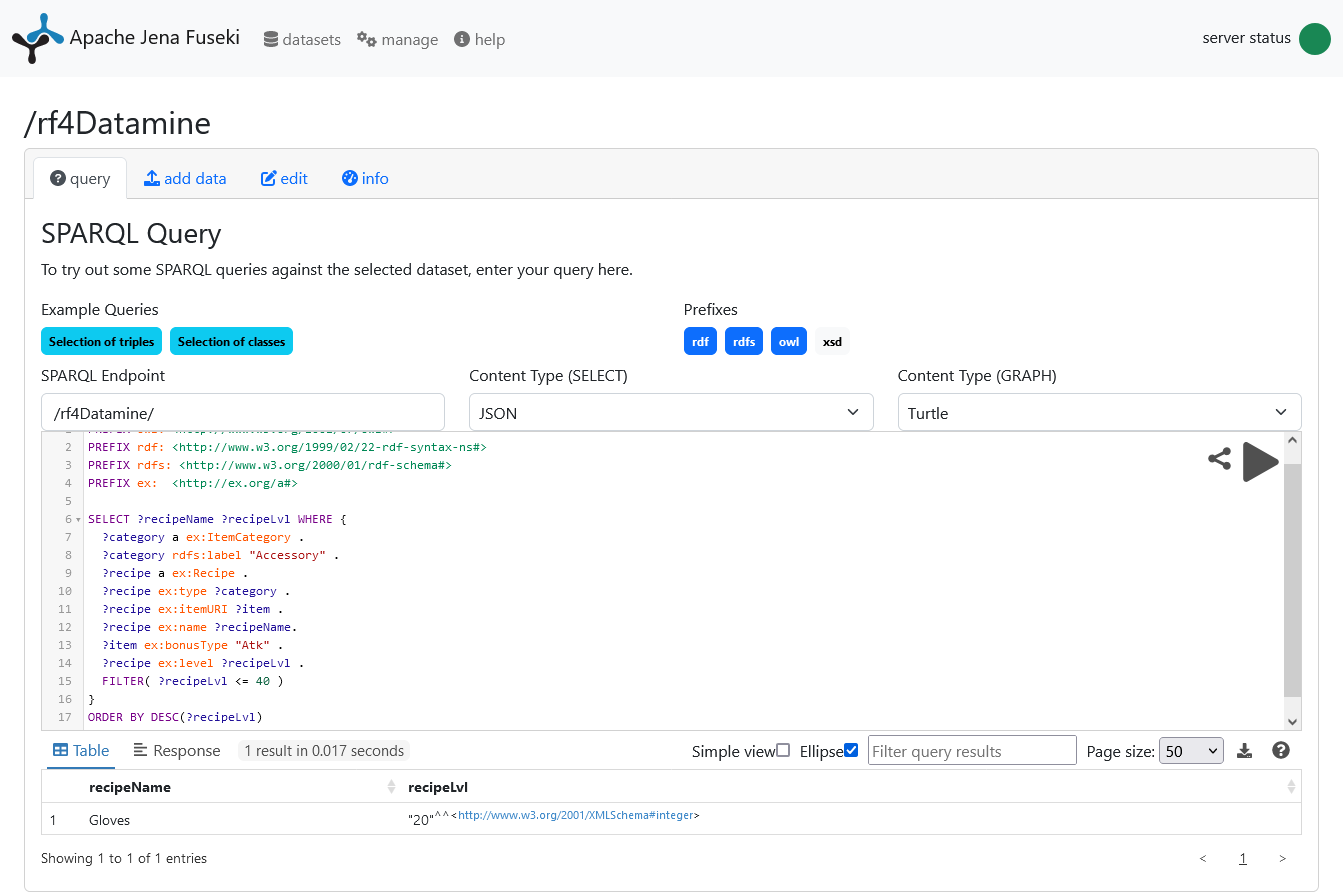 Apache Jena Fuseki
datasets
manage
help
server status
/rf4Datamine
query
add data
edit
info
SPARQL Query
To try out some SPARQL queries against the selected dataset, enter your query here.
Example Queries
Prefixes
Selection of triples
Selection of classes
rdf
rdfs
owl
xsd
SPARQL Endpoint
Content Type (SELECT)
Content Type (GRAPH)
/rf4Datamine/
JSON
Turtle
2 PREFIX rdf: <http://www.w3.org/1999/02/22-rdf-syntax-ns#>
3 PREFIX rdfs: <http://www.w3.org/2000/01/rdf-schema#>
4 PREFIX ex: <http://ex.org/a#>
5
6 SELECT ?recipeName ?recipeLvl WHERE {
7 ?category a ex:ItemCategory .
8 ?category rdfs:label "Accessory" .
9 ?recipe a ex:Recipe .
10 ?recipe ex:type ?category .
11 ?recipe ex:itemURI ?item .
12 ?recipe ex:name ?recipeName.
13 ?item ex:bonusType "Atk" .
14 ?recipe ex:level ?recipeLvl .
15 FILTER( ?recipeLvl <= 40 )
16 }
17 ORDER BY DESC(?recipeLvl)
Table
Response
1 result in 0.017 seconds
Simple view
Ellipse
Filter query results
Page size:
50
recipeName
recipeLvl
1
Gloves
"20"^^<http://www.w3.org/2001/XMLSchema#integer>
Showing 1 to 1 of 1 entries
< 1 >